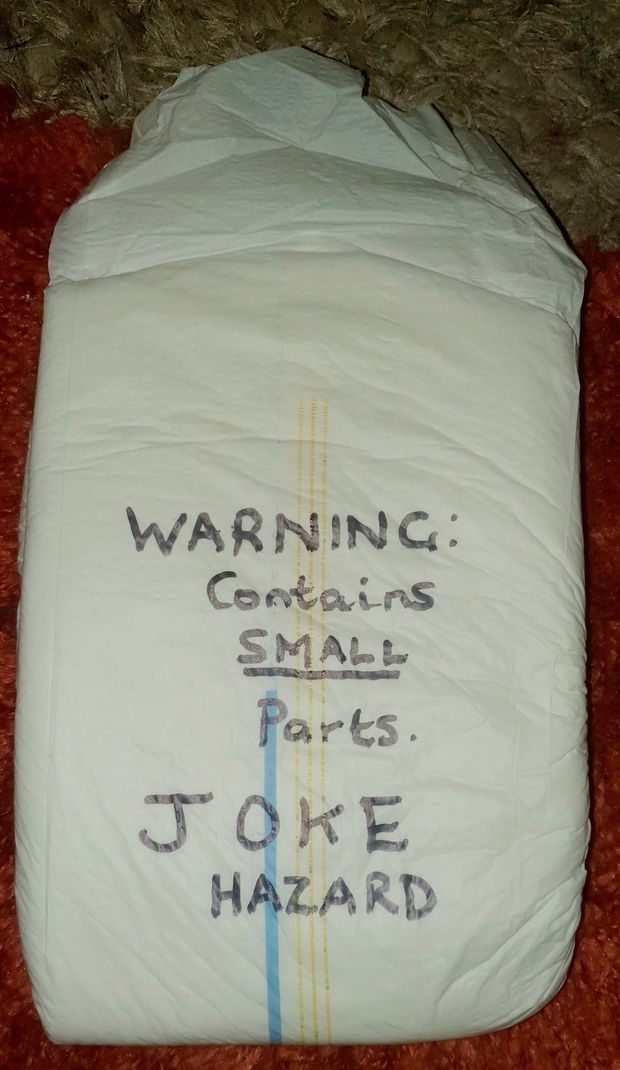 WARNING:
Contains
SMALL
Parts.
JOKE
HAZARD